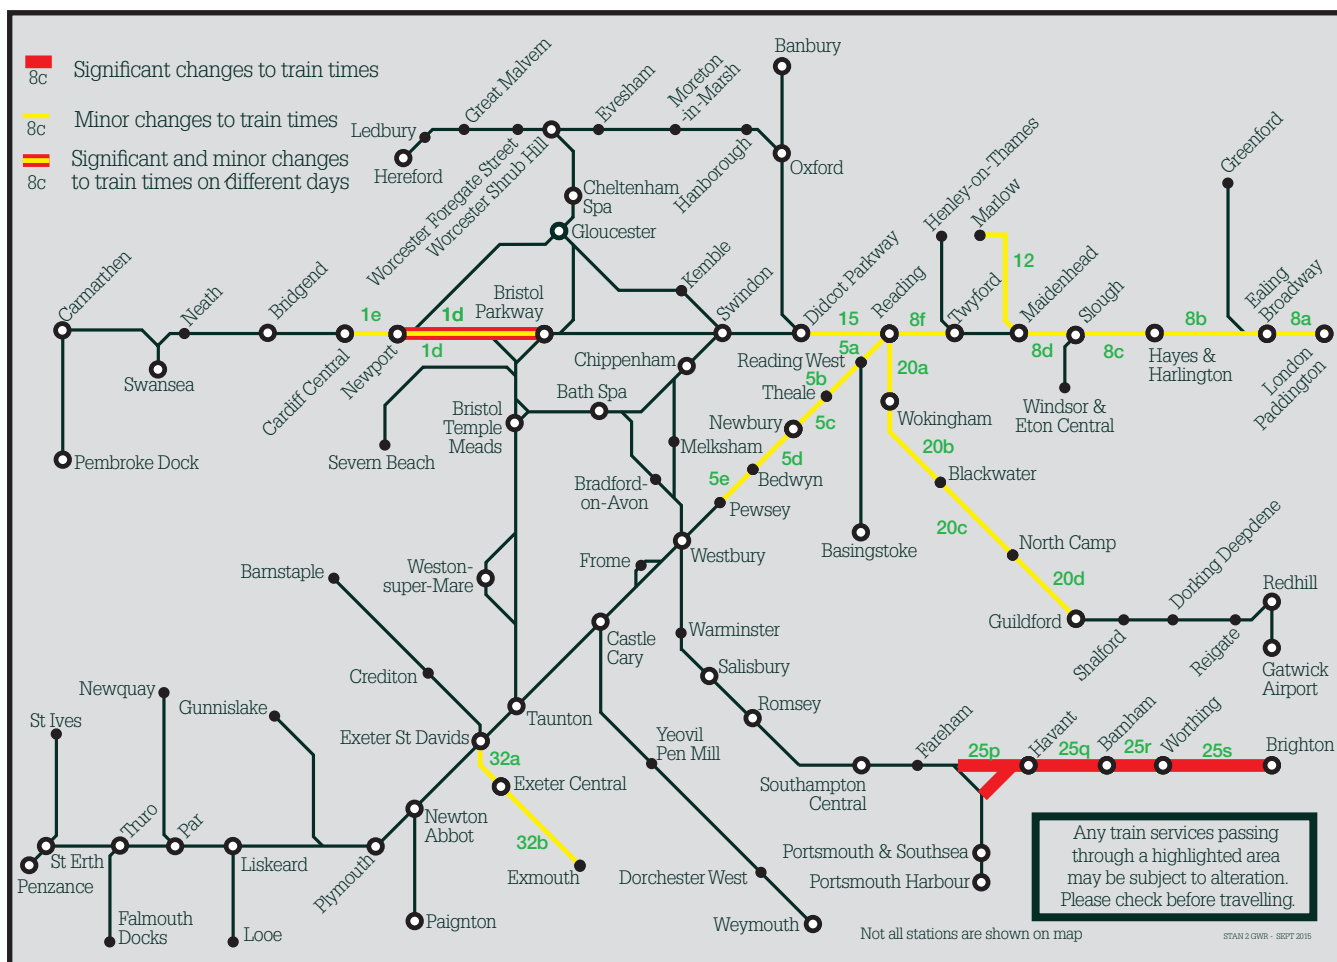 8c
Significant changes to train times
8c
Minor changes to train times
8c
Significant and minor changes
to train times on different days
Banbury
Moreton
-in-Marsh
Evesham
Great Malvern
Ledbury
Hereford
Worcester Foregate Street
Worcester Shrub Hill
Hanborough
Oxford
Cheltenham
Spa
Gloucester
Henley-on-Thames
Marlow
Greenford
12
Carmarthen
Neath
Bridgend
Swansea
Cardiff Central
1e
Newport
1d
1d
Bristol
Parkway
Kemble
Swindon
Didcot Parkway
15
Reading
8f
Twyford
Maidenhead
8d
Slough
8c
8b
Hayes &
Harlington
Ealing
Broadway
8a
London
Paddington
Windsor &
Eton Central
Pembroke Dock
Severn Beach
Bristol
Temple
Meads
Bath Spa
Chippenham
Melksham
Bradford-
on-Avon
Reading West
5a
Theale
5b
Newbury
5c
5d
Bedwyn
5e
Pewsey
20a
Wokingham
20b
Blackwater
20c
North Camp
20d
Guildford
Shalford
Dorking Deepdene
Reigate
Redhill
Gatwick
Airport
Basingstoke
Westbury
Frome
Weston-
super-Mare
Barnstaple
Crediton
Castle
Cary
Warminster
Salisbury
Romsey
Taunton
Exeter St Davids
32a
Exeter Central
32b
Exmouth
Yeovil
Pen Mill
Southampton
Central
Fareham
25p
Havant
25q
Barnham
25r
Worthing
25s
Brighton
Newquay
Gunnislake
St Ives
Truro
Par
St Erth
Penzance
Liskeard
Plymouth
Newton
Abbot
Falmouth
Docks
Looe
Paignton
Dorchester West
Weymouth
Portsmouth & Southsea
Portsmouth Harbour
Any train services passing
through a highlighted area
may be subject to alteration.
Please check before travelling.
Not all stations are shown on map
STAN 2 GWR - SEPT 2015